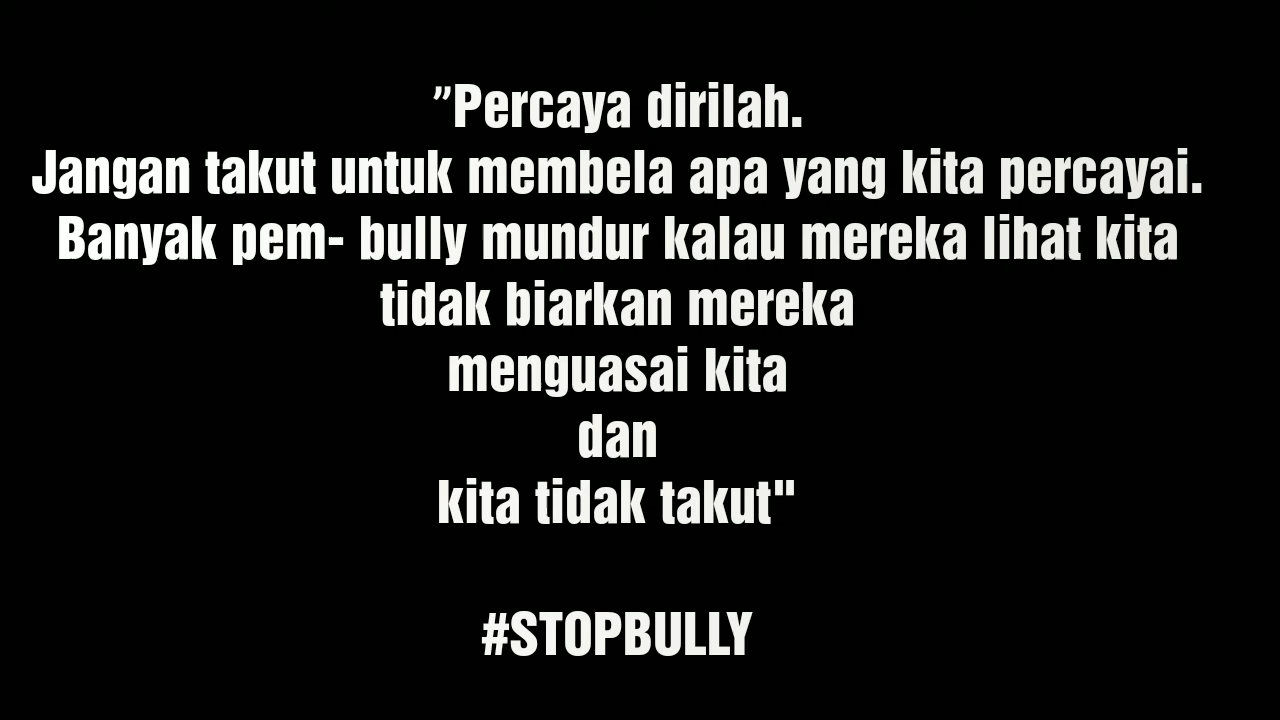 ”Percaya dirilah.
Jangan takut untuk membela apa yang kita percayai.
Banyak pem- bully mundur kalau mereka lihat kita
tidak biarkan mereka
menguasai kita
dan
kita tidak takut"
#STOPBULLY